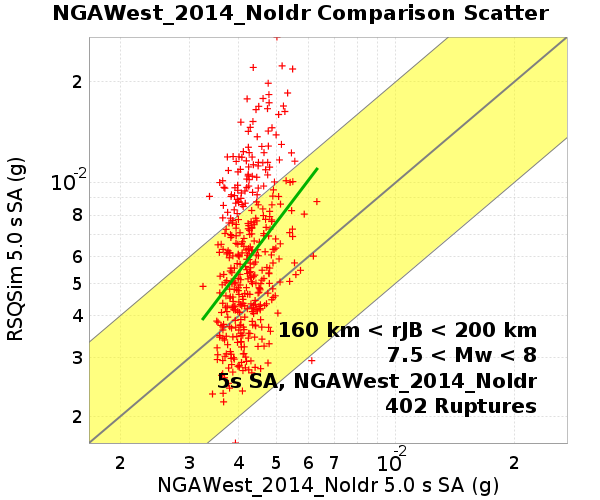 NGAWest_2014_NoIdr Comparison Scatter
RSQSim 5.0 s SA (g)
2
10-2
8
6
5
4
3
2
160 km < rJB < 200 km
7.5 < Mw < 8
5s SA, NGAWest_2014_NoIdr
402 Ruptures
2 3 4 5 6 7 10-2 2
NGAWest_2014_NoIdr 5.0 s SA (g)